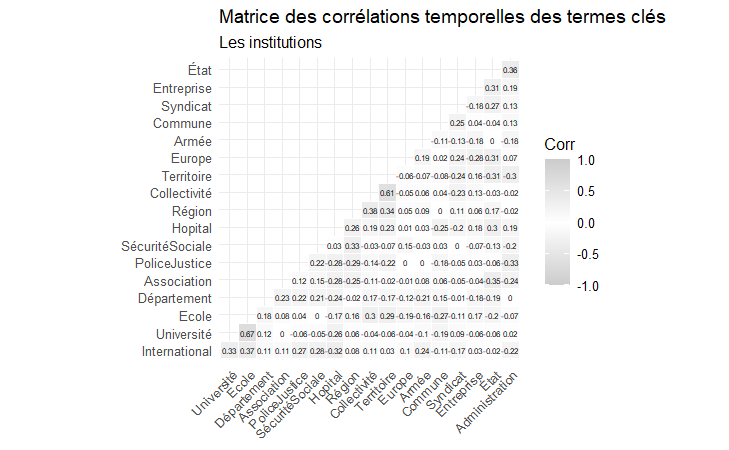 Matrice des corrélations temporelles des termes clés
Les institutions
État 0.36
Entreprise 0.31 0.19
Syndicat -0.18 0.27 0.13
Commune 0.25 0.04 -0.04 0.13
Armée -0.11 -0.13 -0.18 0 -0.18
Europe 0.19 0.02 0.24 -0.28 0.31 0.07
Territoire -0.06 -0.07 -0.08 -0.24 0.16 -0.31 -0.3
Collectivité 0.61 -0.05 0.06 0.04 -0.23 0.13 -0.03 -0.02
Région 0.38 0.34 0.05 0.09 0 0.11 0.06 0.17 -0.02
Hopital 0.26 0.19 0.23 0.01 0.03 -0.25 -0.2 0.18 0.3 0.19
SécuritéSociale 0.03 0.33 -0.03 -0.07 0.15 -0.03 0.03 0 -0.07 -0.13 -0.2
PoliceJustice 0.22 -0.28 -0.29 -0.14 -0.22 0 0 -0.18 -0.05 0.03 -0.06 -0.33
Association 0.12 0.15 -0.28 -0.25 -0.11 -0.02 -0.01 0.08 0.06 -0.05 -0.04 -0.35 -0.24
Département 0.23 0.22 0.21 -0.24 -0.02 0.17 -0.17 -0.12 -0.21 0.15 -0.01 -0.18 -0.19 0
Ecole 0.18 0.08 0.04 0 -0.17 0.16 0.3 0.29 -0.19 -0.16 -0.27 -0.11 0.17 -0.2 -0.07
Université 0.67 0.12 0 -0.06 -0.05 -0.26 0.06 -0.04 -0.06 -0.04 -0.1 -0.19 0.09 -0.06 -0.06 0.02
International 0.33 0.37 0.11 0.11 0.27 0.28 -0.32 0.08 0.11 0.03 0.1 0.24 -0.11 -0.17 0.03 -0.02 -0.22
Université
Ecole
Département
Association
PoliceJustice
SécuritéSociale
Hopital
Région
Collectivité
Territoire
Europe
Armée
Commune
Syndicat
Entreprise
État
Administration
Corr
1.0
0.5
0.0
-0.5
-1.0